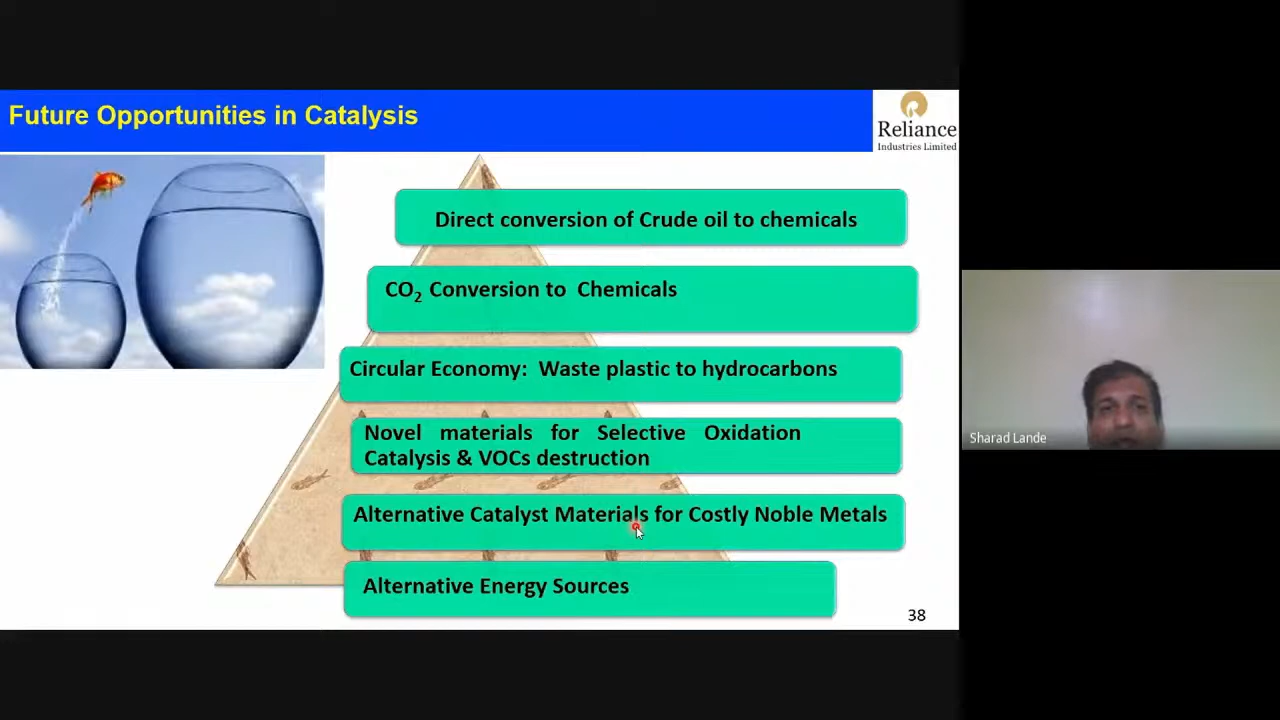 Future Opportunities in Catalysis
Reliance
Industries Limited
Direct conversion of Crude oil to chemicals
CO₂ Conversion to Chemicals
Circular Economy: Waste plastic to hydrocarbons
Novel materials for Selective Oxidation
Catalysis & VOCs destruction
Alternative Catalyst Materials for Costly Noble Metals
Alternative Energy Sources
38
Sharad Lande